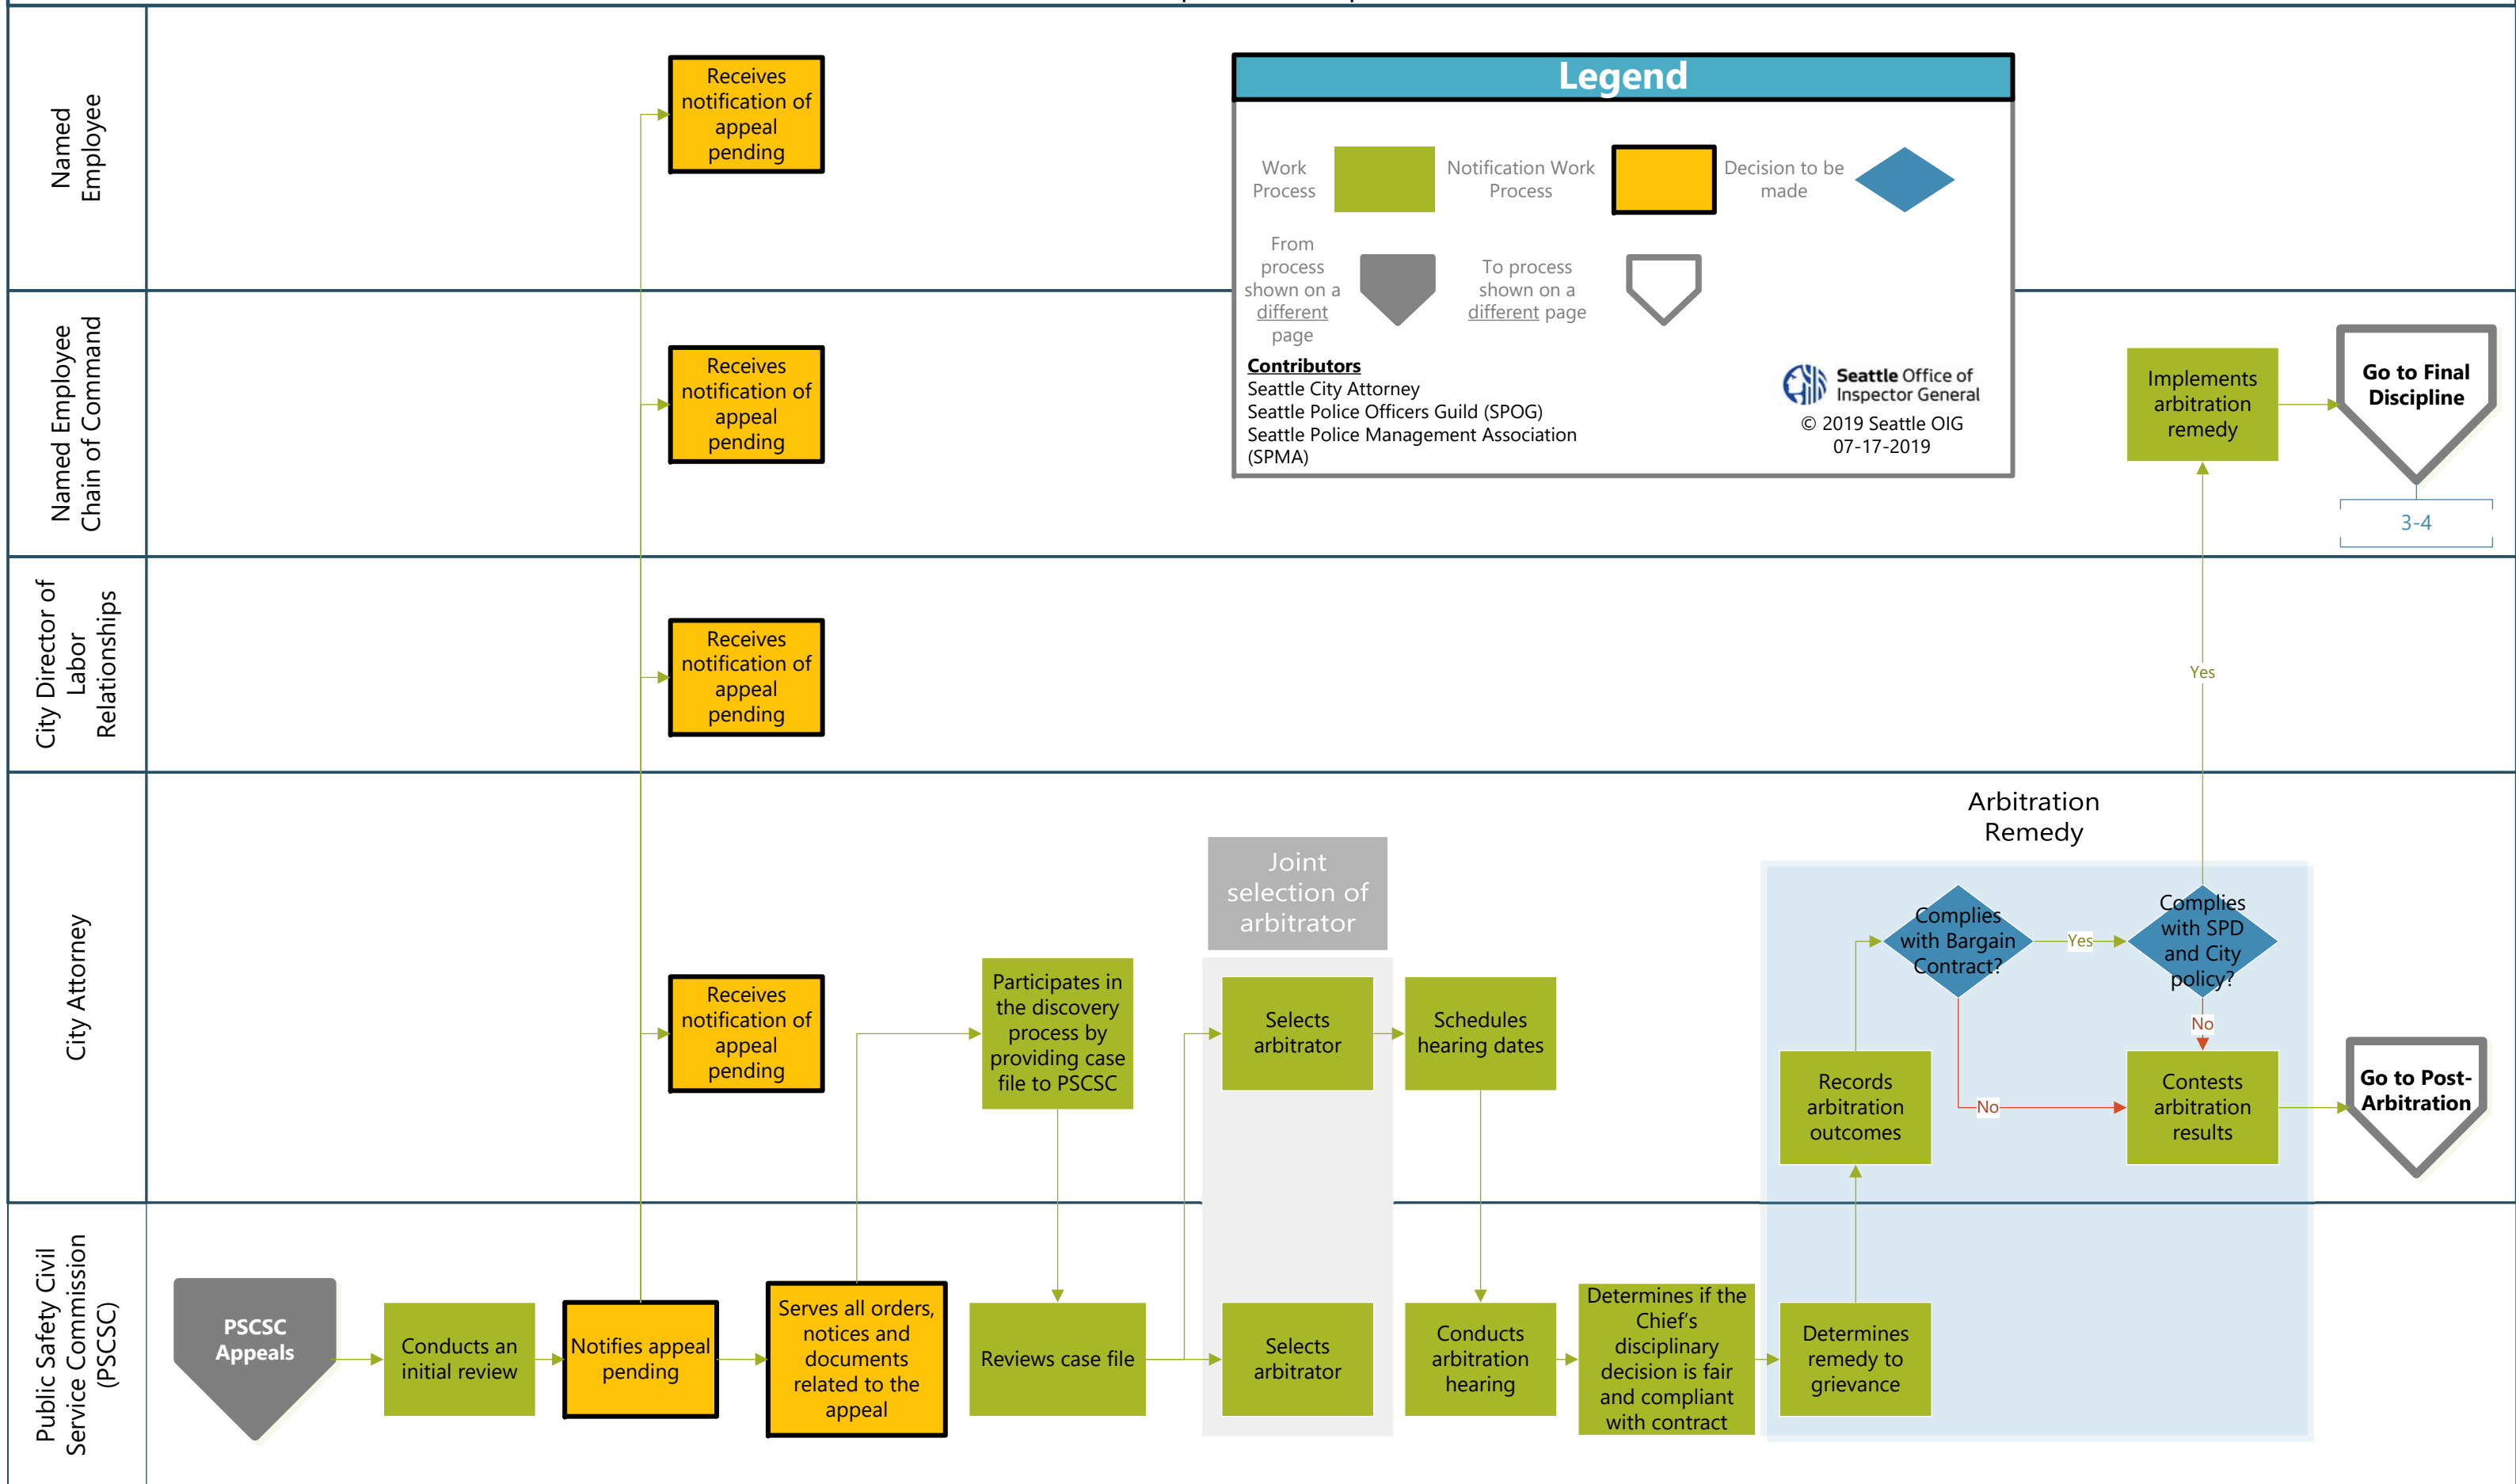 Named
Employee
Receives
notification of
appeal
pending
Legend
Work
Process
Notification Work
Process
Decision to be
made
From
process
shown on a
different
page
To process
shown on a
different page
Contributors
Seattle City Attorney
Seattle Police Officers Guild (SPOG)
Seattle Police Management Association
(SPMA)
Seattle Office of
Inspector General
© 2019 Seattle OIG
07-17-2019
Named Employee
Chain of Command
Receives
notification of
appeal
pending
Implements
arbitration
remedy
Go to Final
Discipline
3-4
City Director of
Labor
Relationships
Receives
notification of
appeal
pending
Yes
City Attorney
Receives
notification of
appeal
pending
Participates in
the discovery
process by
providing case
file to PSCSC
Joint
selection of
arbitrator
Selects
arbitrator
Schedules
hearing dates
Arbitration
Remedy
Records
arbitration
outcomes
Complies
with Bargain
Contract?
Yes
No
Complies
with SPD
and City
policy?
No
Contests
arbitration
results
Go to Post-
Arbitration
Public Safety Civil
Service Commission
(PSCSC)
PSCSC
Appeals
Conducts an
initial review
Notifies appeal
pending
Serves all orders,
notices and
documents
related to the
appeal
Reviews case file
Selects
arbitrator
Conducts
arbitration
hearing
Determines if the
Chief’s
disciplinary
decision is fair
and compliant
with contract
Determines
remedy to
grievance